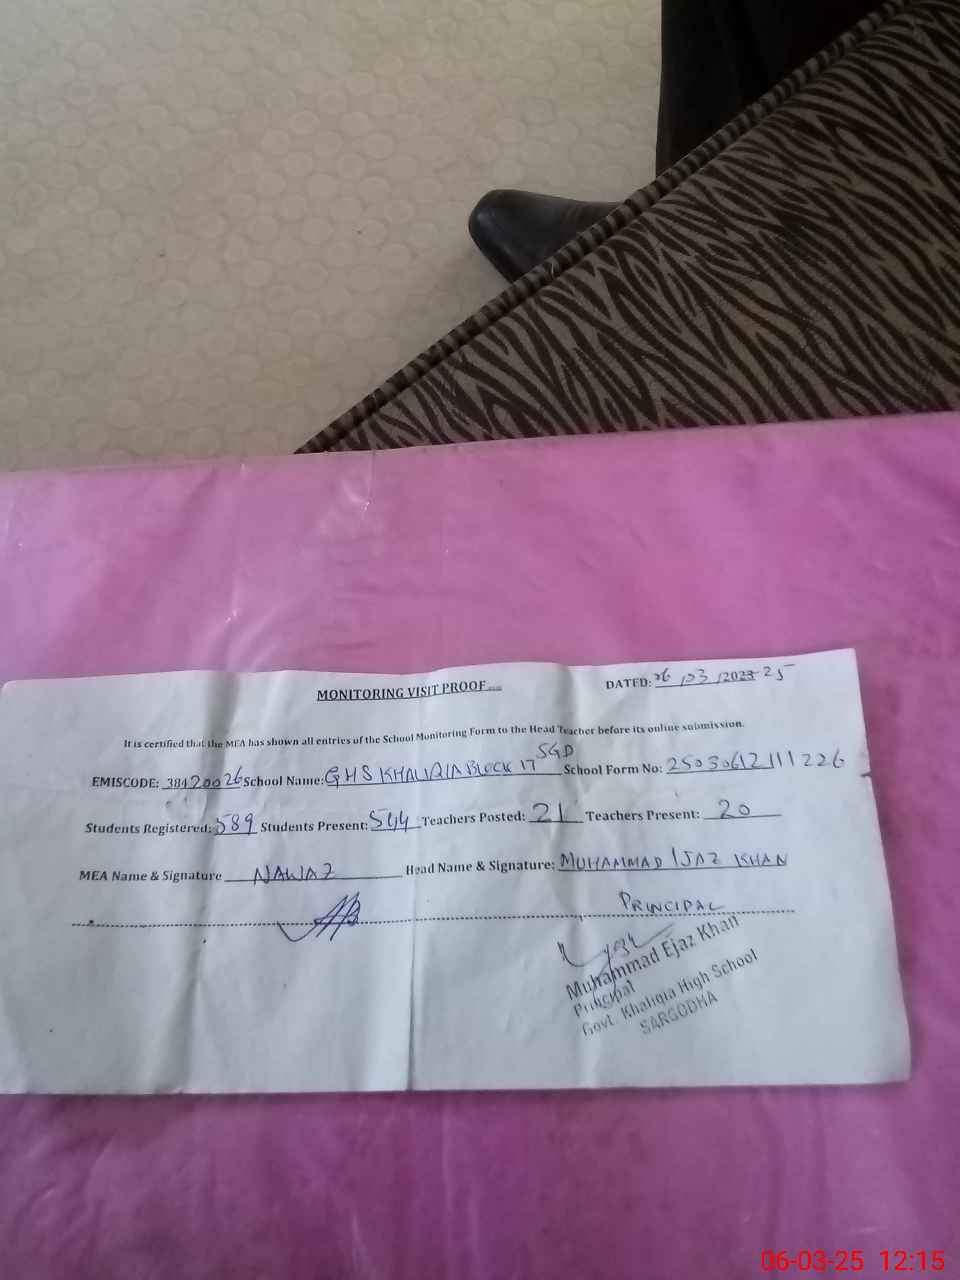 MONITORING VISIT PROOF
DATED: 06/03/2023 25
It is certified that the MEA has shown all entries of the School Monitoring Form to the Head Teacher before its online submission.
SGD
EMISCODE: 38420026 School Name: GHS KHALIQIA BLOCK 17 School Form No: 25030612111226
Students Registered: 589 Students Present: 544 Teachers Posted: 21 Teachers Present: 20
MEA Name & Signature NAWAZ Head Name & Signature: MUHAMMAD IJAZ KHAN
PRINCIPAL
Muhammad Ejaz Khan
Principal
Govt. Khaliqia High School
SARGODHA
06-03-25 12:15